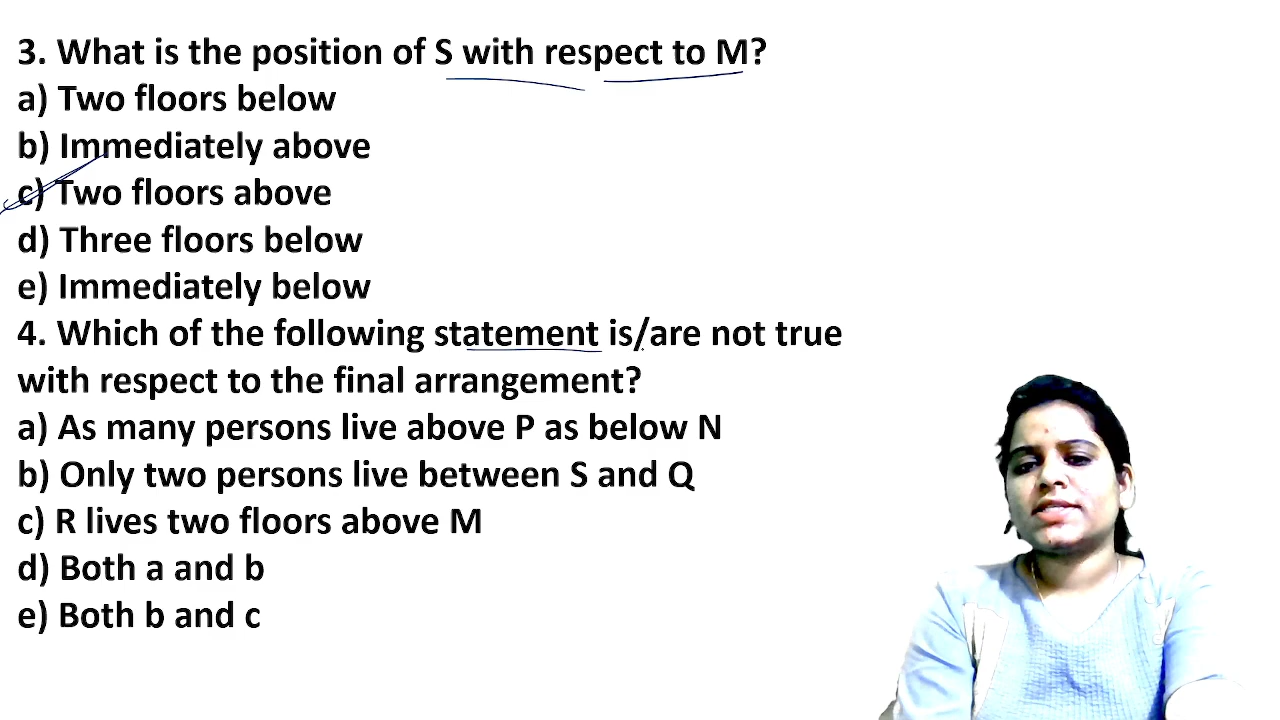 3. What is the position of S with respect to M?
a) Two floors below
b) Immediately above
c) Two floors above
d) Three floors below
e) Immediately below
4. Which of the following statement is/are not true
with respect to the final arrangement?
a) As many persons live above P as below N
b) Only two persons live between S and Q
c) R lives two floors above M
d) Both a and b
e) Both b and c